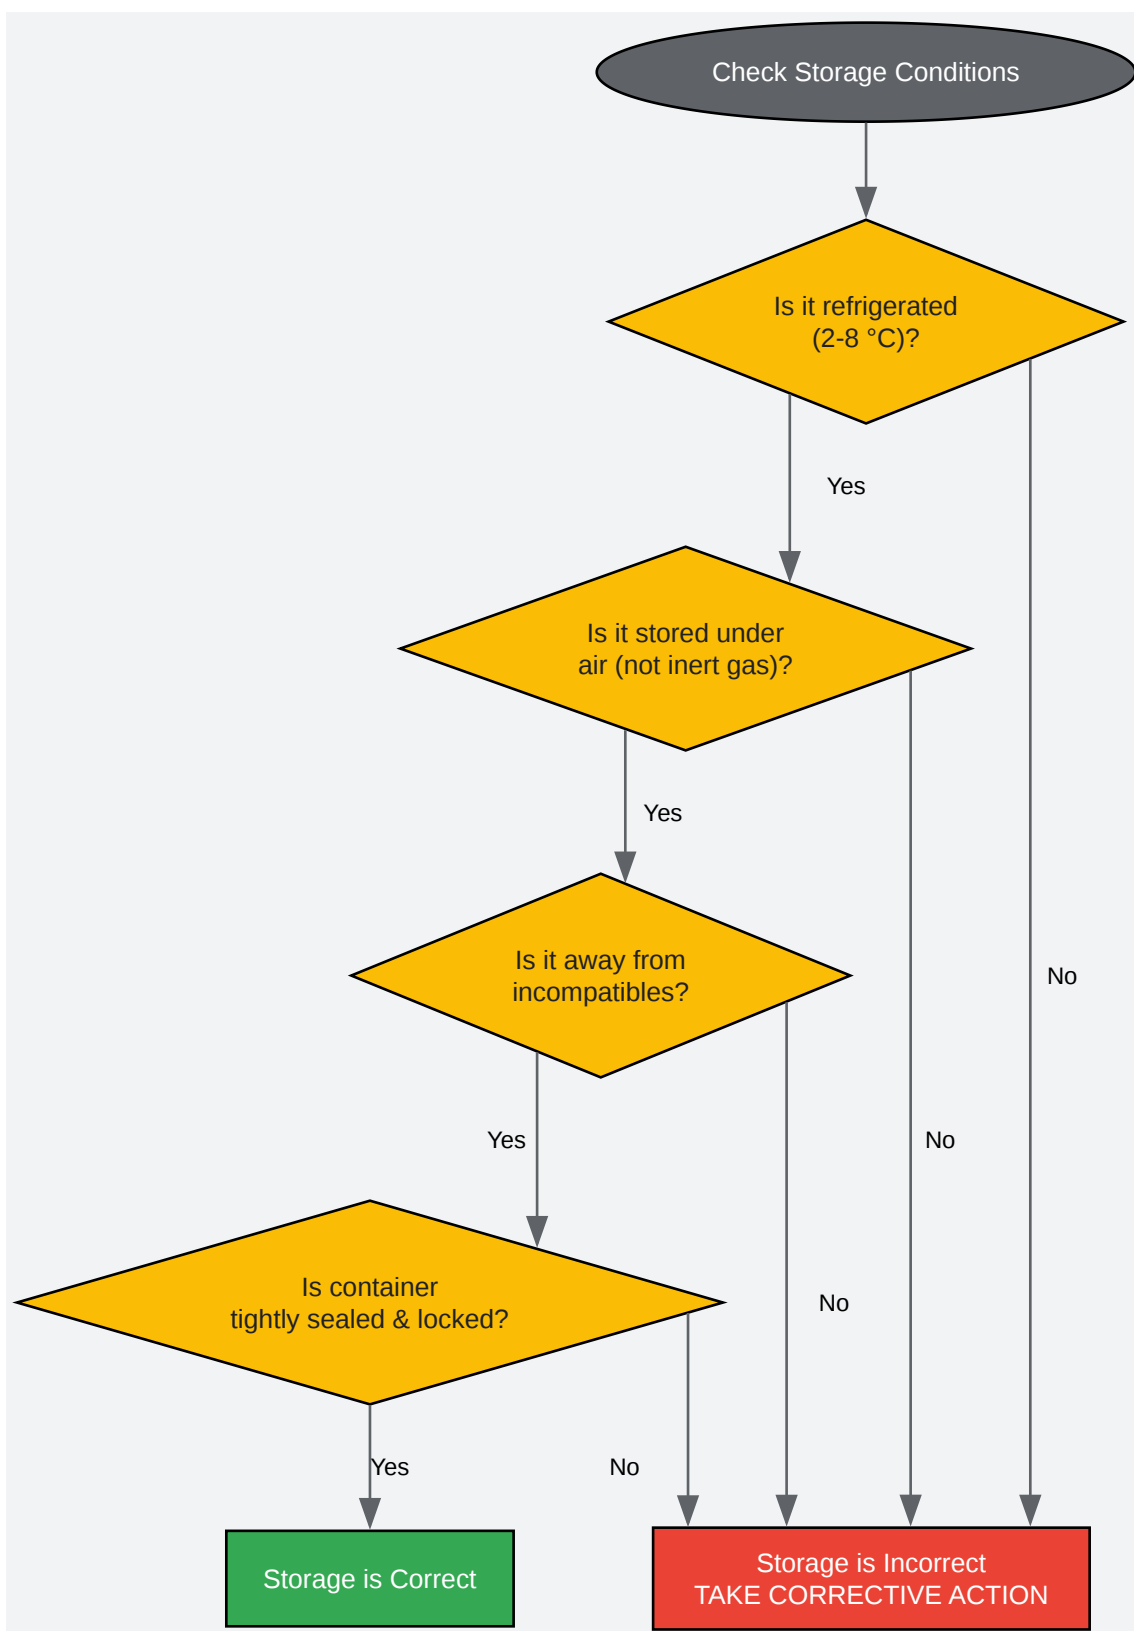 Check Storage Conditions
Is it refrigerated
(2-8 °C)?
Yes
Is it stored under
air (not inert gas)?
Yes
Is it away from
incompatibles?
No
Yes
No
Is container
tightly sealed & locked?
No
Yes
No
Storage is Correct
Storage is Incorrect
TAKE CORRECTIVE ACTION